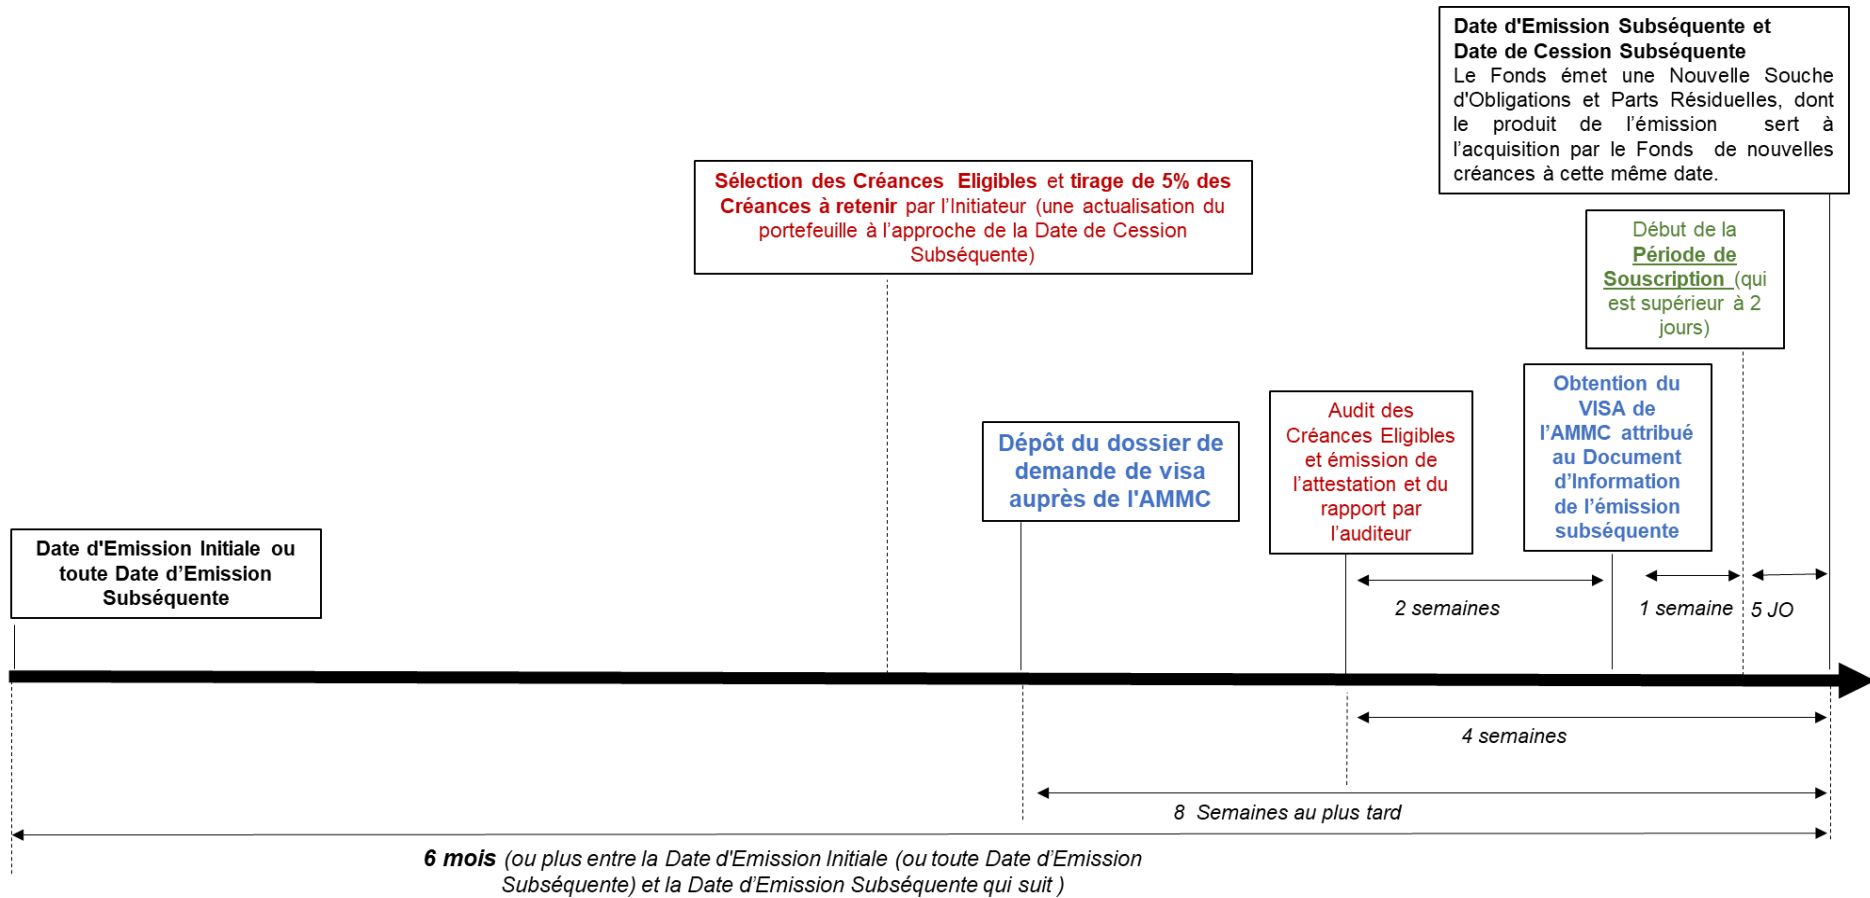 Date d'Emission Subséquente et
Date de Cession Subséquente
Le Fonds émet une Nouvelle Souche
d'Obligations et Parts Résiduelles, dont
le produit de l'émission sert à
l'acquisition par le Fonds de nouvelles
créances à cette même date.
Sélection des Créances Eligibles et tirage de 5% des
Créances à retenir par l'Initiateur (une actualisation du
portefeuille à l'approche de la Date de Cession
Subséquente)
Début de la
Période de
Souscription (qui
est supérieur à 2
jours)
Obtention du
VISA de
l'AMMC attribué
au Document
d'Information
de l'émission
subséquente
Audit des
Créances Eligibles
et émission de
l'attestation et du
rapport par
l'auditeur
Dépôt du dossier de
demande de visa
auprès de l'AMMC
Date d'Emission Initiale ou
toute Date d'Emission
Subséquente
2 semaines
1 semaine
5 JO
4 semaines
8 Semaines au plus tard
6 mois (ou plus entre la Date d'Emission Initiale (ou toute Date d'Emission
Subséquente) et la Date d'Emission Subséquente qui suit )